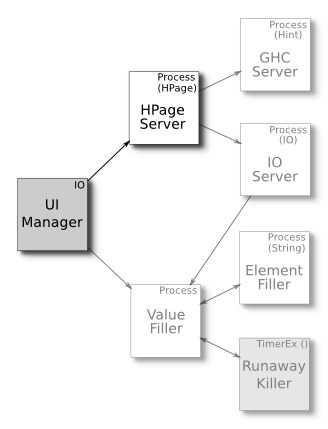 Process
(Hint)
GHC
Server
Process
(HPage)
HPage
Server
Process
(IO)
IO
Server
IO
UI
Manager
Process
(String)
Element
Filler
Process
Value
Filler
TimerEx ()
Runaway
Killer